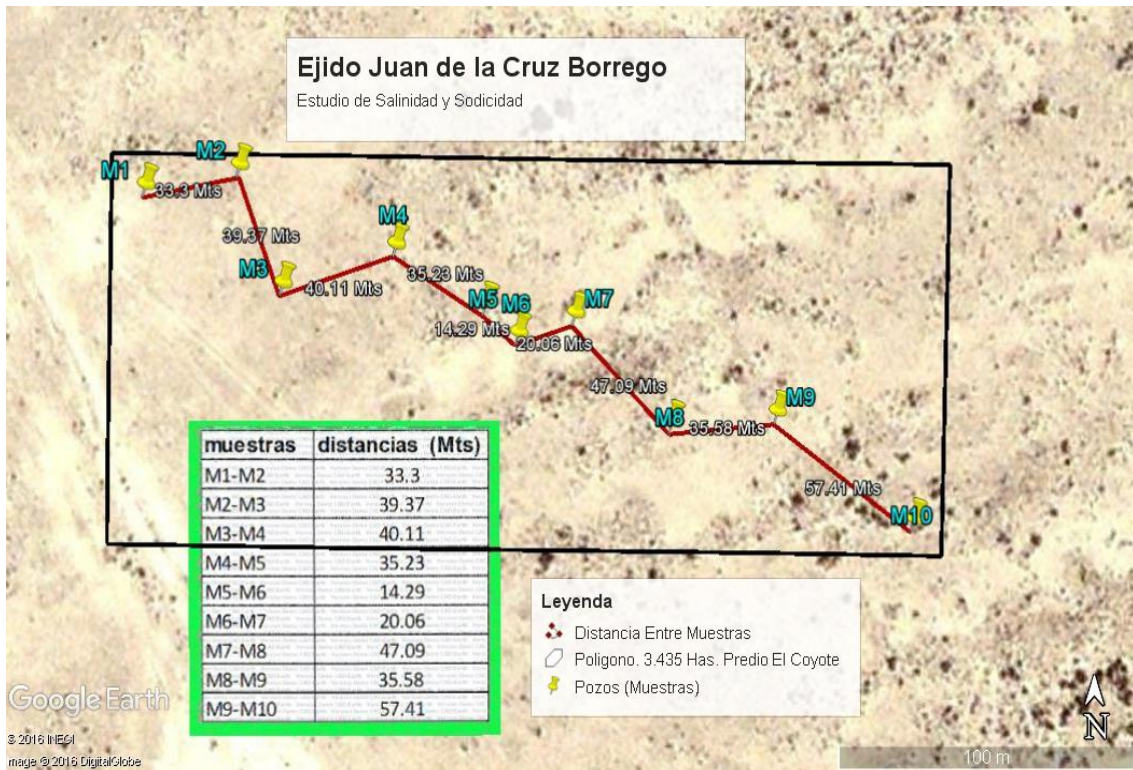 Ejido Juan de la Cruz Borrego
Estudio de Salinidad y Sodicidad
M1
M2
33.3 Mts
39.37 Mts
M3
M4
40.11 Mts
35.23 Mts
M5
M6
M7
14.29 Mts
20.06 Mts
47.09 Mts
M8
M9
35.58 Mts
57.41 Mts
M10
muestras distancias (Mts)
M1-M2 33.3
M2-M3 39.37
M3-M4 40.11
M4-M5 35.23
M5-M6 14.29
M6-M7 20.06
M7-M8 47.09
M8-M9 35.58
M9-M10 57.41
Leyenda
Distancia Entre Muestras
Poligono. 3.435 Has. Predio El Coyote
Pozos (Muestras)
Google Earth
2016 INEGI
mage © 2016 DigitalGlobe
N
100 m